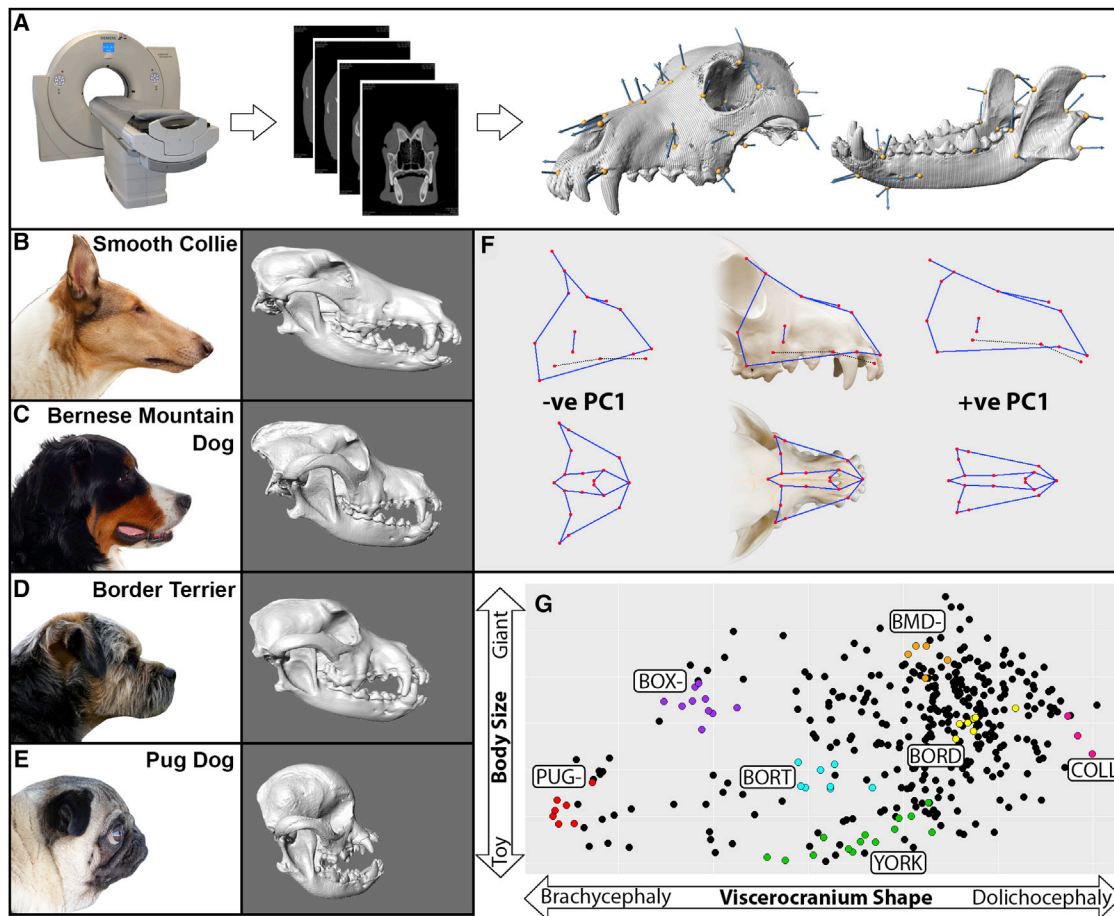 A
SIEMENS
B
Smooth Collie
C
Bernese Mountain
Dog
D
Border Terrier
E
Pug Dog
F
-ve PC1
+ve PC1
G
Giant
Body Size
Toy
BMD-
BOX-
PUG-
BORT
BORD
COLL
YORK
Brachycephaly
Viscerocranium Shape
Dolichocephaly